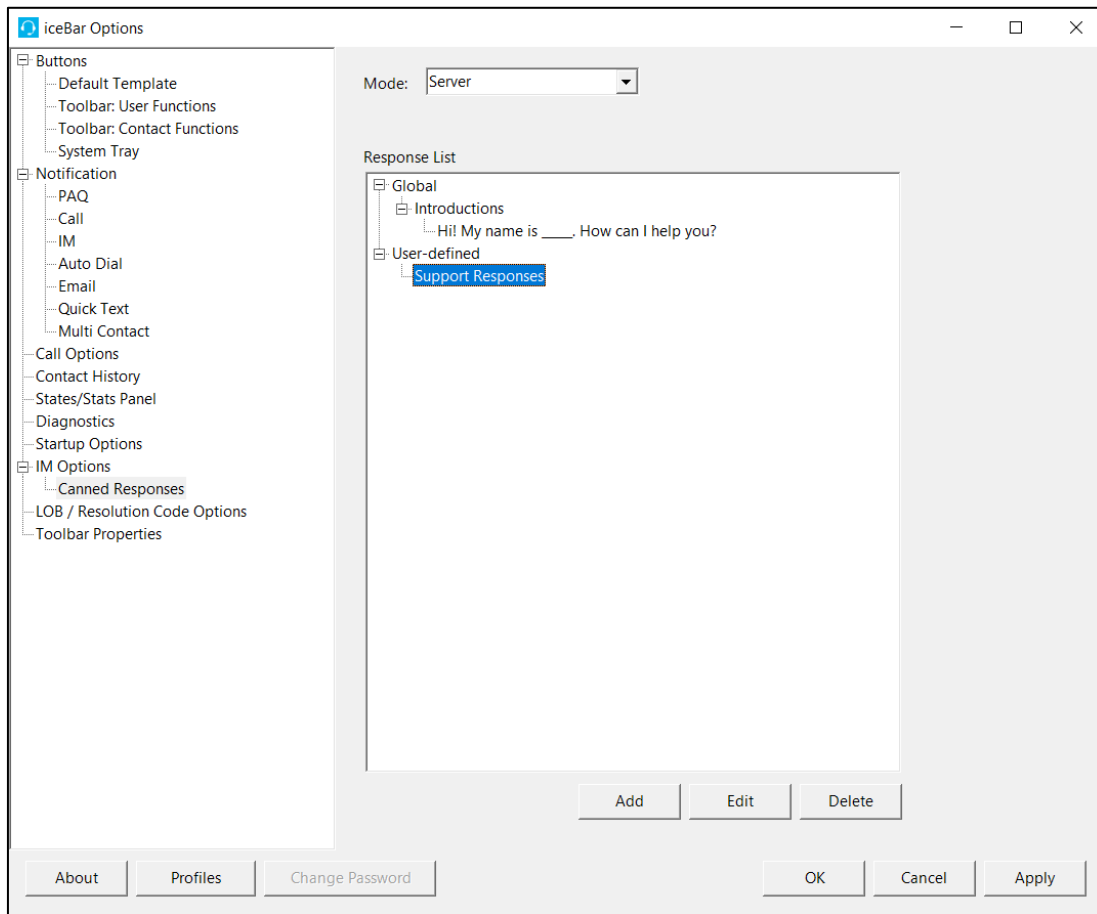 iceBar Options
Buttons
Default Template
Toolbar: User Functions
Toolbar: Contact Functions
System Tray
Notification
PAQ
Call
IM
Auto Dial
Email
Quick Text
Multi Contact
Call Options
Contact History
States/Stats Panel
Diagnostics
Startup Options
IM Options
Canned Responses
LOB / Resolution Code Options
Toolbar Properties
Mode: Server
Response List
Global
Introductions
Hi! My name is ____. How can I help you?
User-defined
Support Responses
Add Edit Delete
About Profiles Change Password OK Cancel Apply